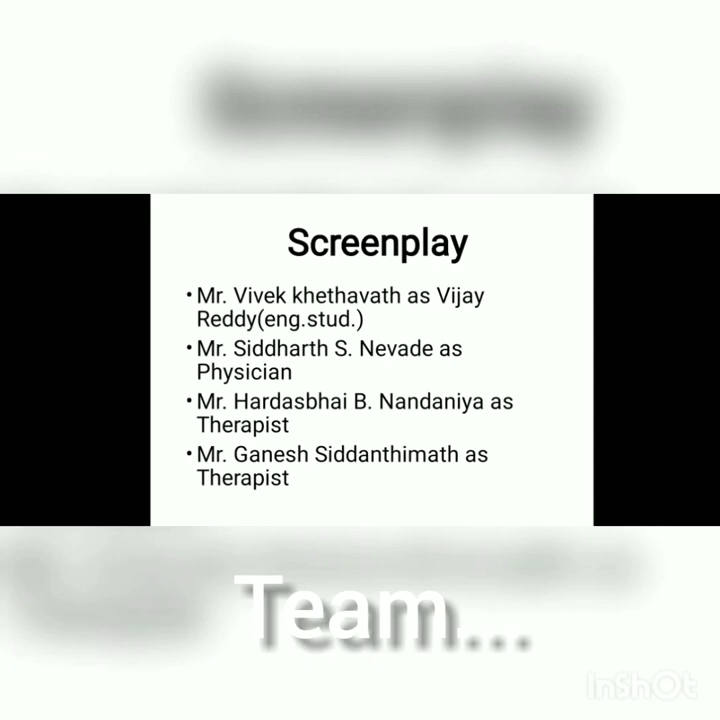 Screenplay
• Mr. Vivek khethavath as Vijay
Reddy(eng.stud.)
• Mr. Siddharth S. Nevade as
Physician
• Mr. Hardasbhai B. Nandaniya as
Therapist
• Mr. Ganesh Siddanthimath as
Therapist
Team...
InShOt